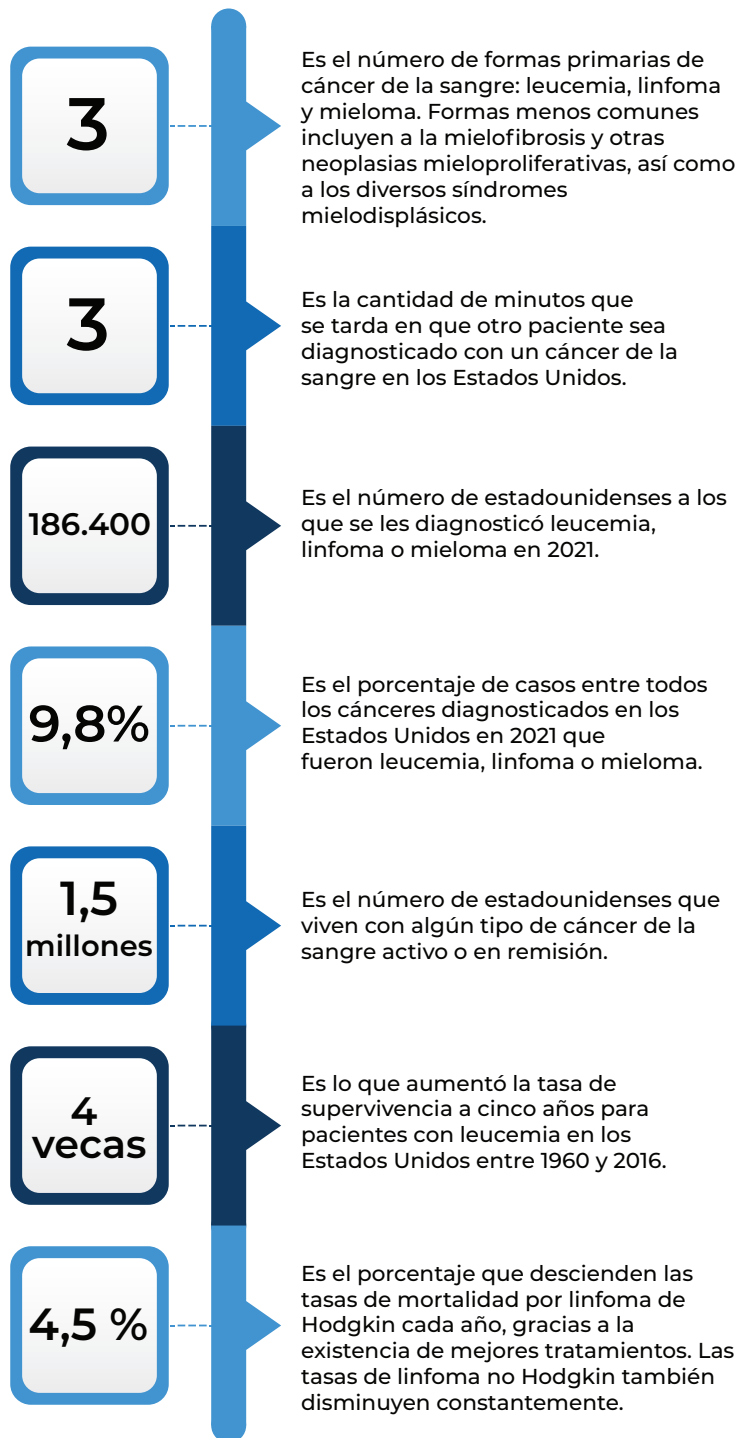 3
Es el número de formas primarias de
cáncer de la sangre: leucemia, linfoma
y mieloma. Formas menos comunes
incluyen a la mielofibrosis y otras
neoplasias mieloproliferativas, así como
a los diversos síndromes
mielodisplásicos.
3
Es la cantidad de minutos que
se tarda en que otro paciente sea
diagnosticado con un cáncer de la
sangre en los Estados Unidos.
186.400
Es el número de estadounidenses a los
que se les diagnosticó leucemia,
linfoma o mieloma en 2021.
9,8%
Es el porcentaje de casos entre todos
los cánceres diagnosticados en los
Estados Unidos en 2021 que
fueron leucemia, linfoma o mieloma.
1,5
millones
Es el número de estadounidenses que
viven con algún tipo de cáncer de la
sangre activo o en remisión.
4
vecas
Es lo que aumentó la tasa de
supervivencia a cinco años para
pacientes con leucemia en los
Estados Unidos entre 1960 y 2016.
4,5 %
Es el porcentaje que descienden las
tasas de mortalidad por linfoma de
Hodgkin cada año, gracias a la
existencia de mejores tratamientos. Las
tasas de linfoma no Hodgkin también
disminuyen constantemente.